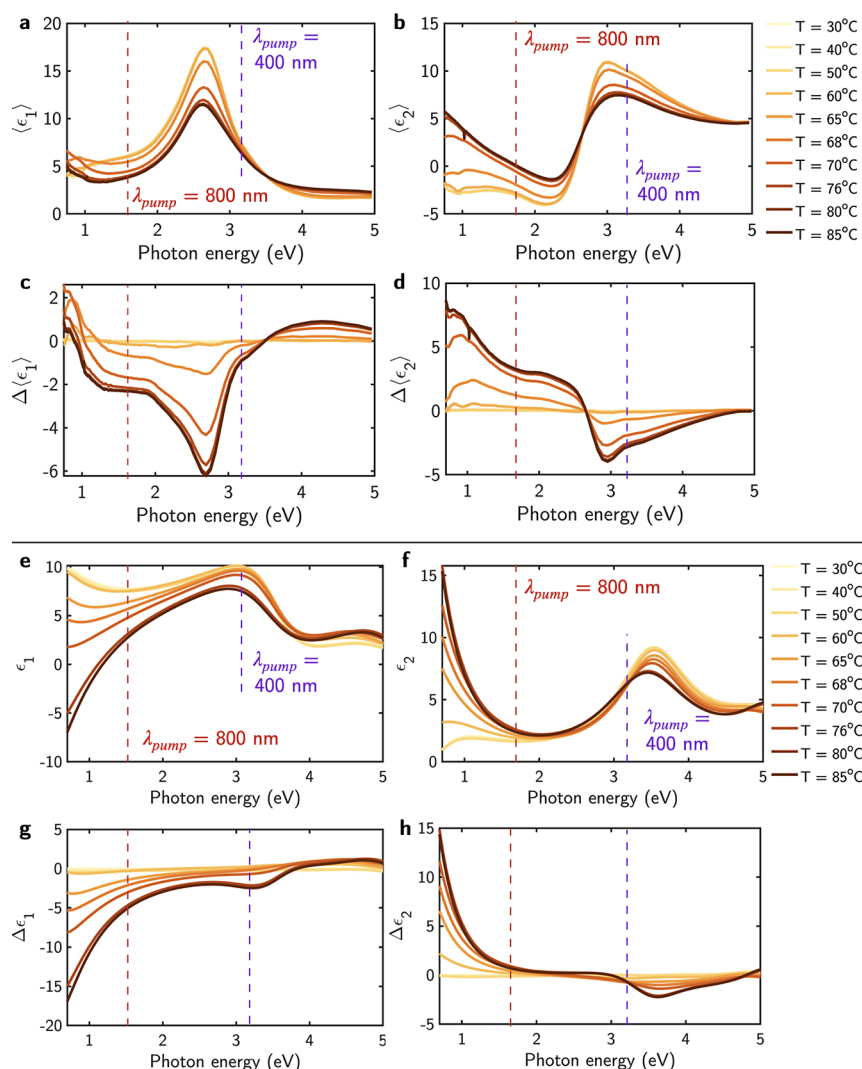 a
20
15
10
5
0
⟨ϵ₁⟩
λpump =
400 nm
λpump = 800 nm
1 2 3 4 5
Photon energy (eV)
b
15
10
5
0
-5
⟨ϵ₂⟩
λpump = 800 nm
λpump =
400 nm
1 2 3 4 5
Photon energy (eV)
T = 30°C
T = 40°C
T = 50°C
T = 60°C
T = 65°C
T = 68°C
T = 70°C
T = 76°C
T = 80°C
T = 85°C
c
2
0
-2
-4
-6
Δ⟨ϵ₁⟩
1 2 3 4 5
Photon energy (eV)
d
10
5
0
-5
Δ⟨ϵ₂⟩
1 2 3 4 5
Photon energy (eV)
e
10
5
0
-5
-10
ϵ₁
λpump =
400 nm
λpump = 800 nm
1 2 3 4 5
Photon energy (eV)
f
15
10
5
0
ϵ₂
λpump = 800 nm
λpump =
400 nm
1 2 3 4 5
Photon energy (eV)
T = 30°C
T = 40°C
T = 50°C
T = 60°C
T = 65°C
T = 68°C
T = 70°C
T = 76°C
T = 80°C
T = 85°C
g
5
0
-5
-10
-15
-20
Δϵ₁
1 2 3 4 5
Photon energy (eV)
h
15
10
5
0
-5
Δϵ₂
1 2 3 4 5
Photon energy (eV)